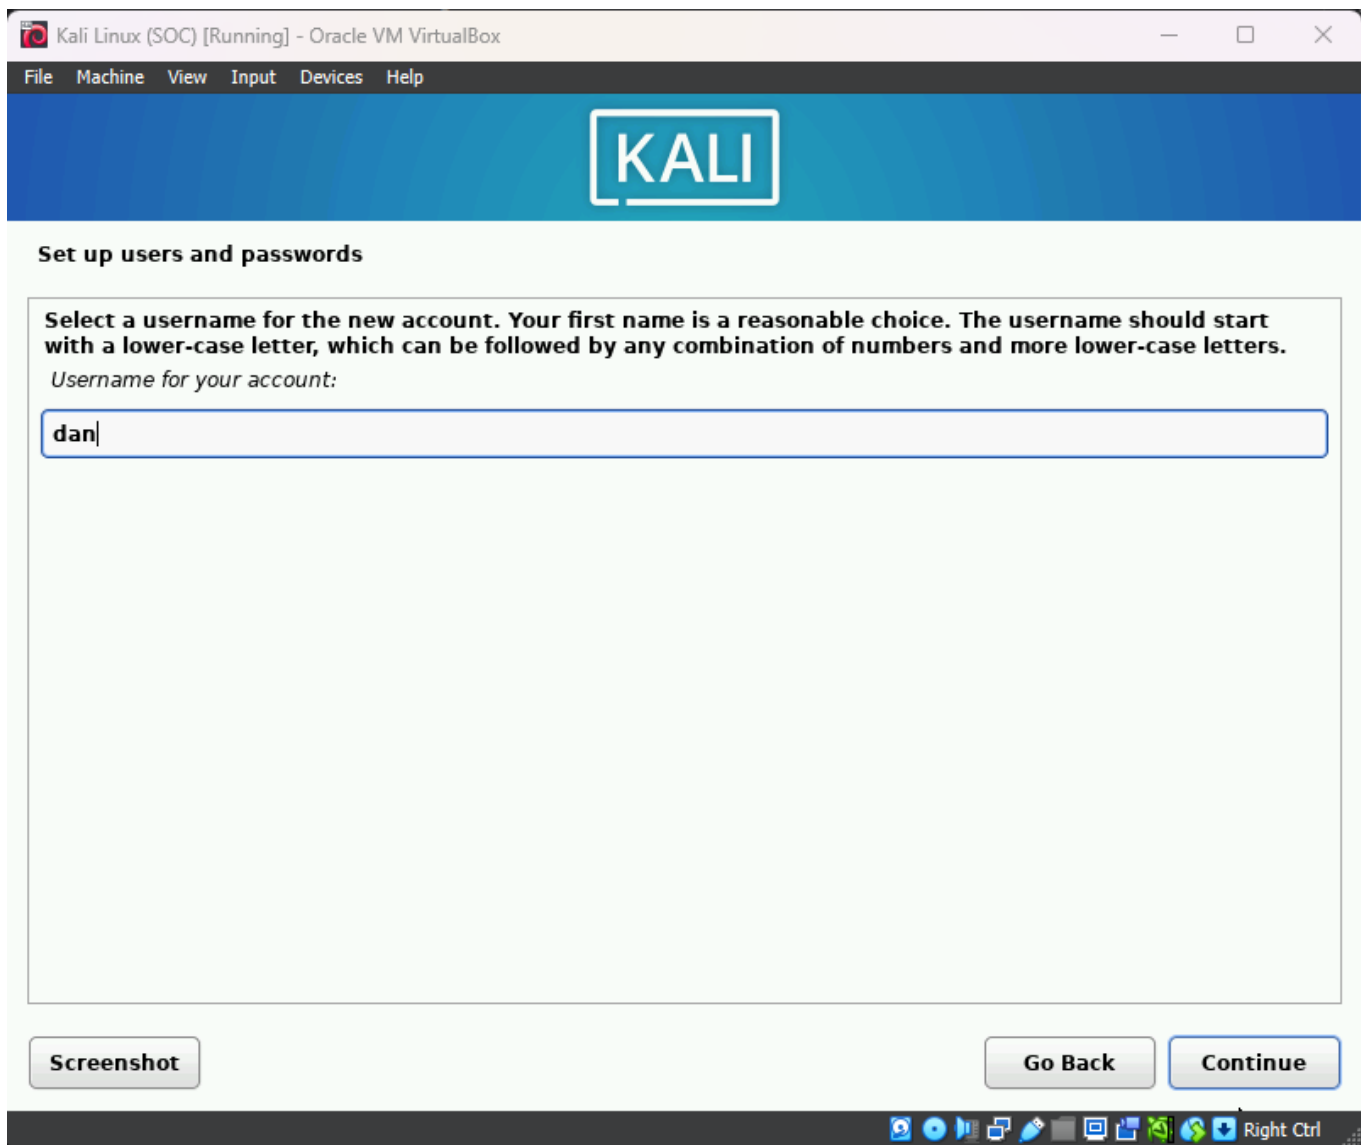 Kali Linux (SOC) [Running] - Oracle VM VirtualBox
File Machine View Input Devices Help
KALI
Set up users and passwords
Select a username for the new account. Your first name is a reasonable choice. The username should start
with a lower-case letter, which can be followed by any combination of numbers and more lower-case letters.
Username for your account:
dan
Screenshot Go Back Continue
Right Ctrl